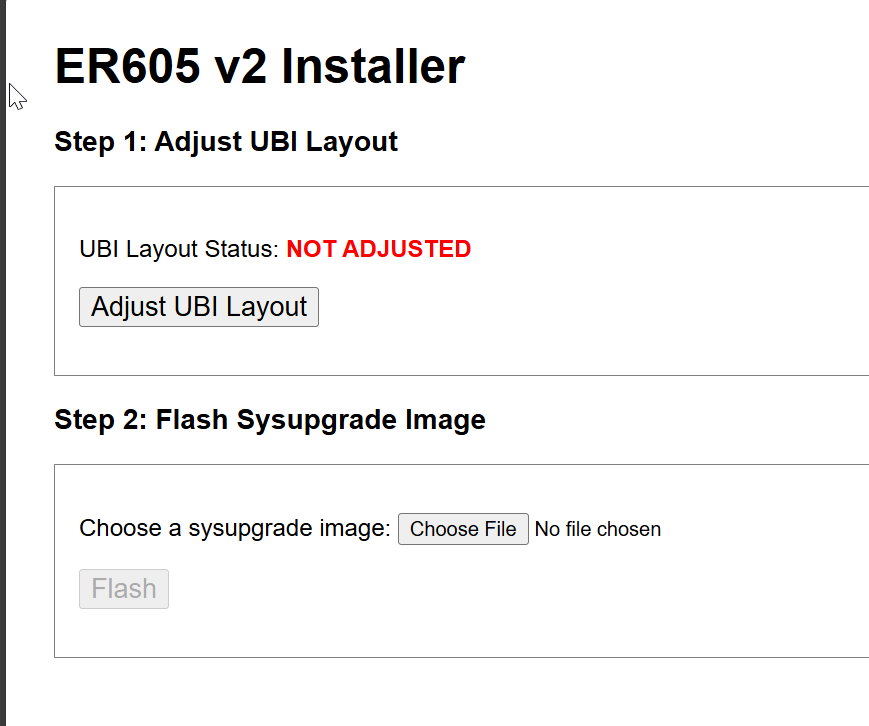 ER605 v2 Installer
Step 1: Adjust UBI Layout
UBI Layout Status: NOT ADJUSTED
Adjust UBI Layout
Step 2: Flash Sysupgrade Image
Choose a sysupgrade image: Choose File No file chosen
Flash